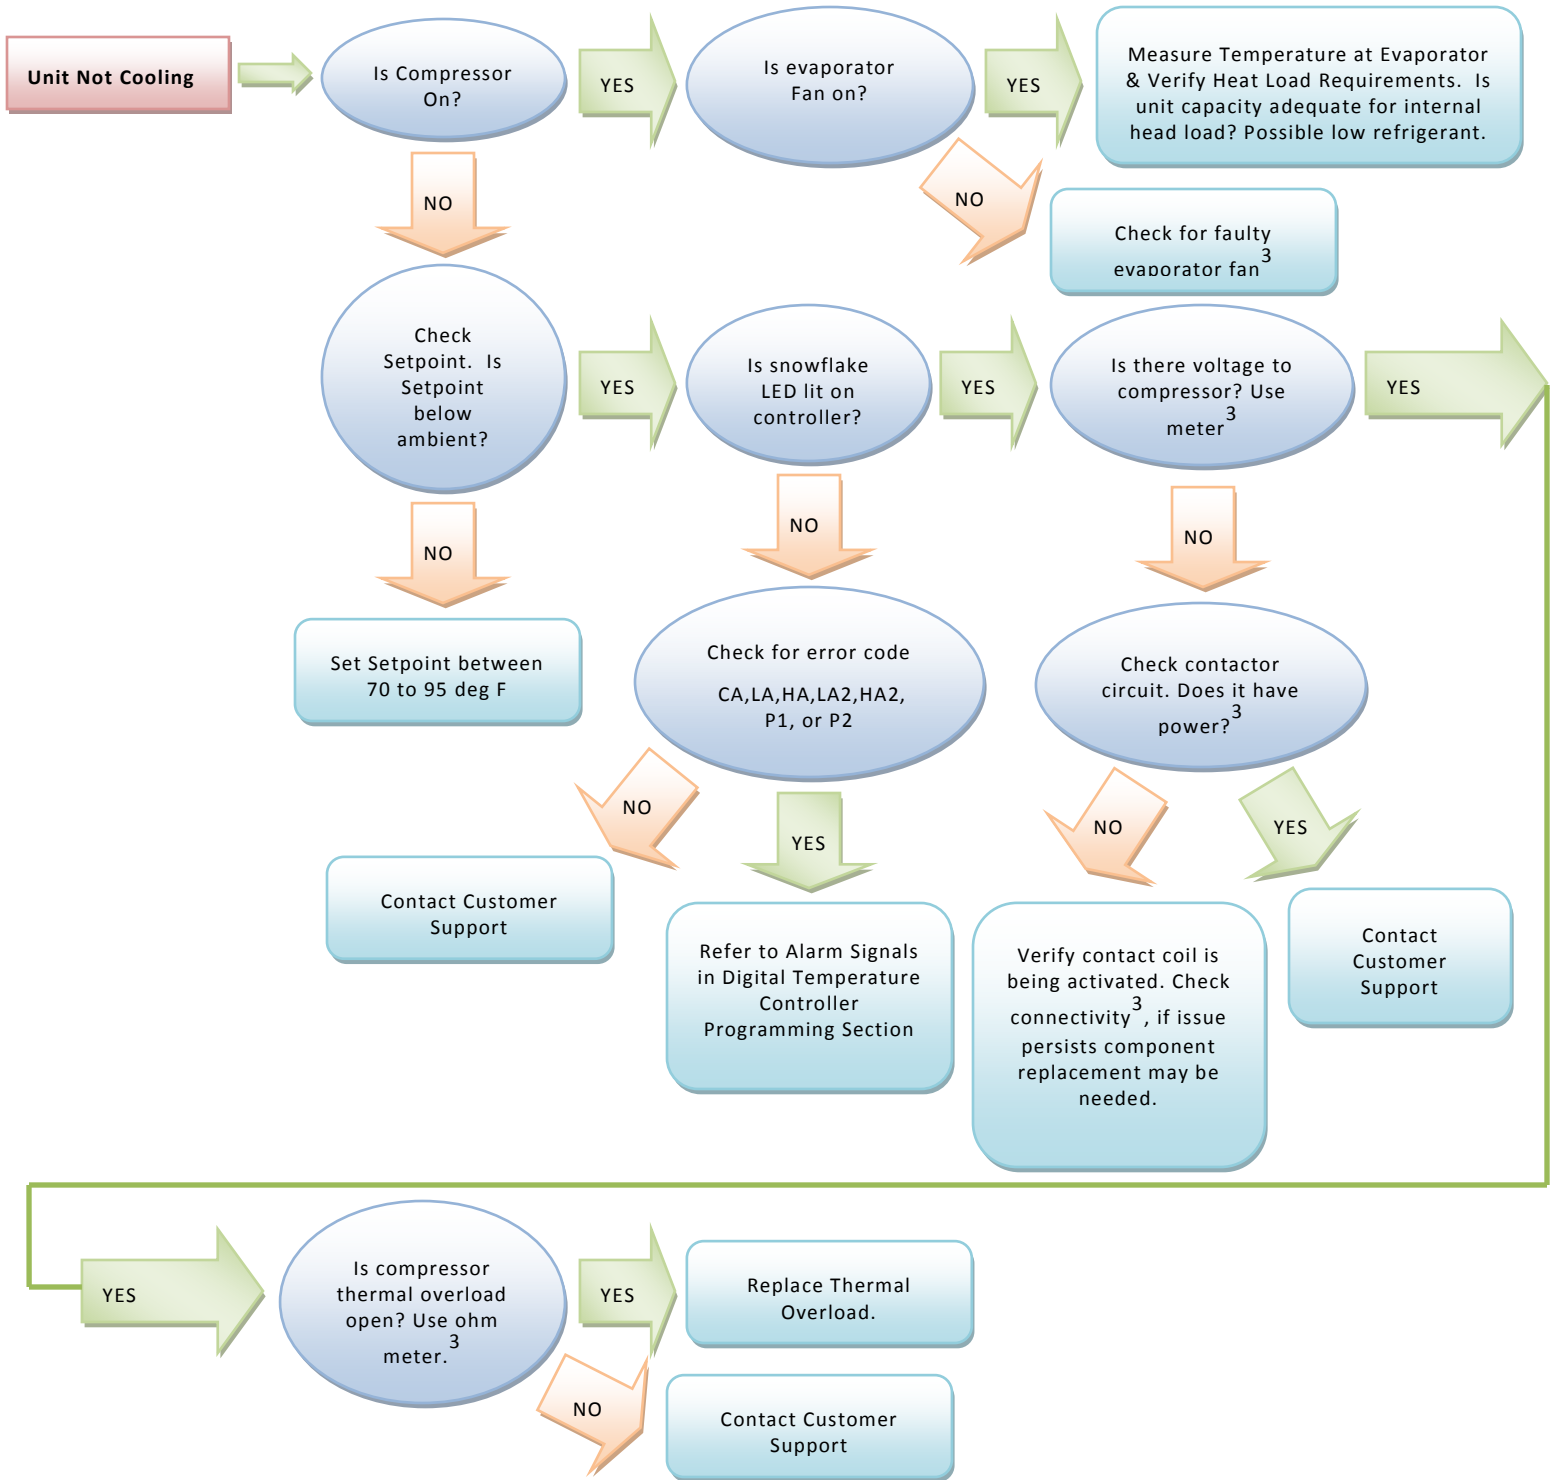 Unit Not Cooling
Is Compressor
On?
YES
Is evaporator
Fan on?
YES
Measure Temperature at Evaporator
& Verify Heat Load Requirements. Is
unit capacity adequate for internal
head load? Possible low refrigerant.
NO
NO
Check for faulty
evaporator fan3
Check
Setpoint. Is
Setpoint
below
ambient?
YES
Is snowflake
LED lit on
controller?
YES
Is there voltage to
compressor? Use
meter3
YES
NO
NO
NO
Set Setpoint between
70 to 95 deg F
Check for error code
CA,LA,HA,LA2,HA2,
P1, or P2
Check contactor
circuit. Does it have
power?3
NO
YES
NO
YES
Contact Customer
Support
Refer to Alarm Signals
in Digital Temperature
Controller
Programming Section
Verify contact coil is
being activated. Check
connectivity3, if issue
persists component
replacement may be
needed.
Contact
Customer
Support
YES
Is compressor
thermal overload
open? Use ohm
meter.3
YES
Replace Thermal
Overload.
NO
Contact Customer
Support